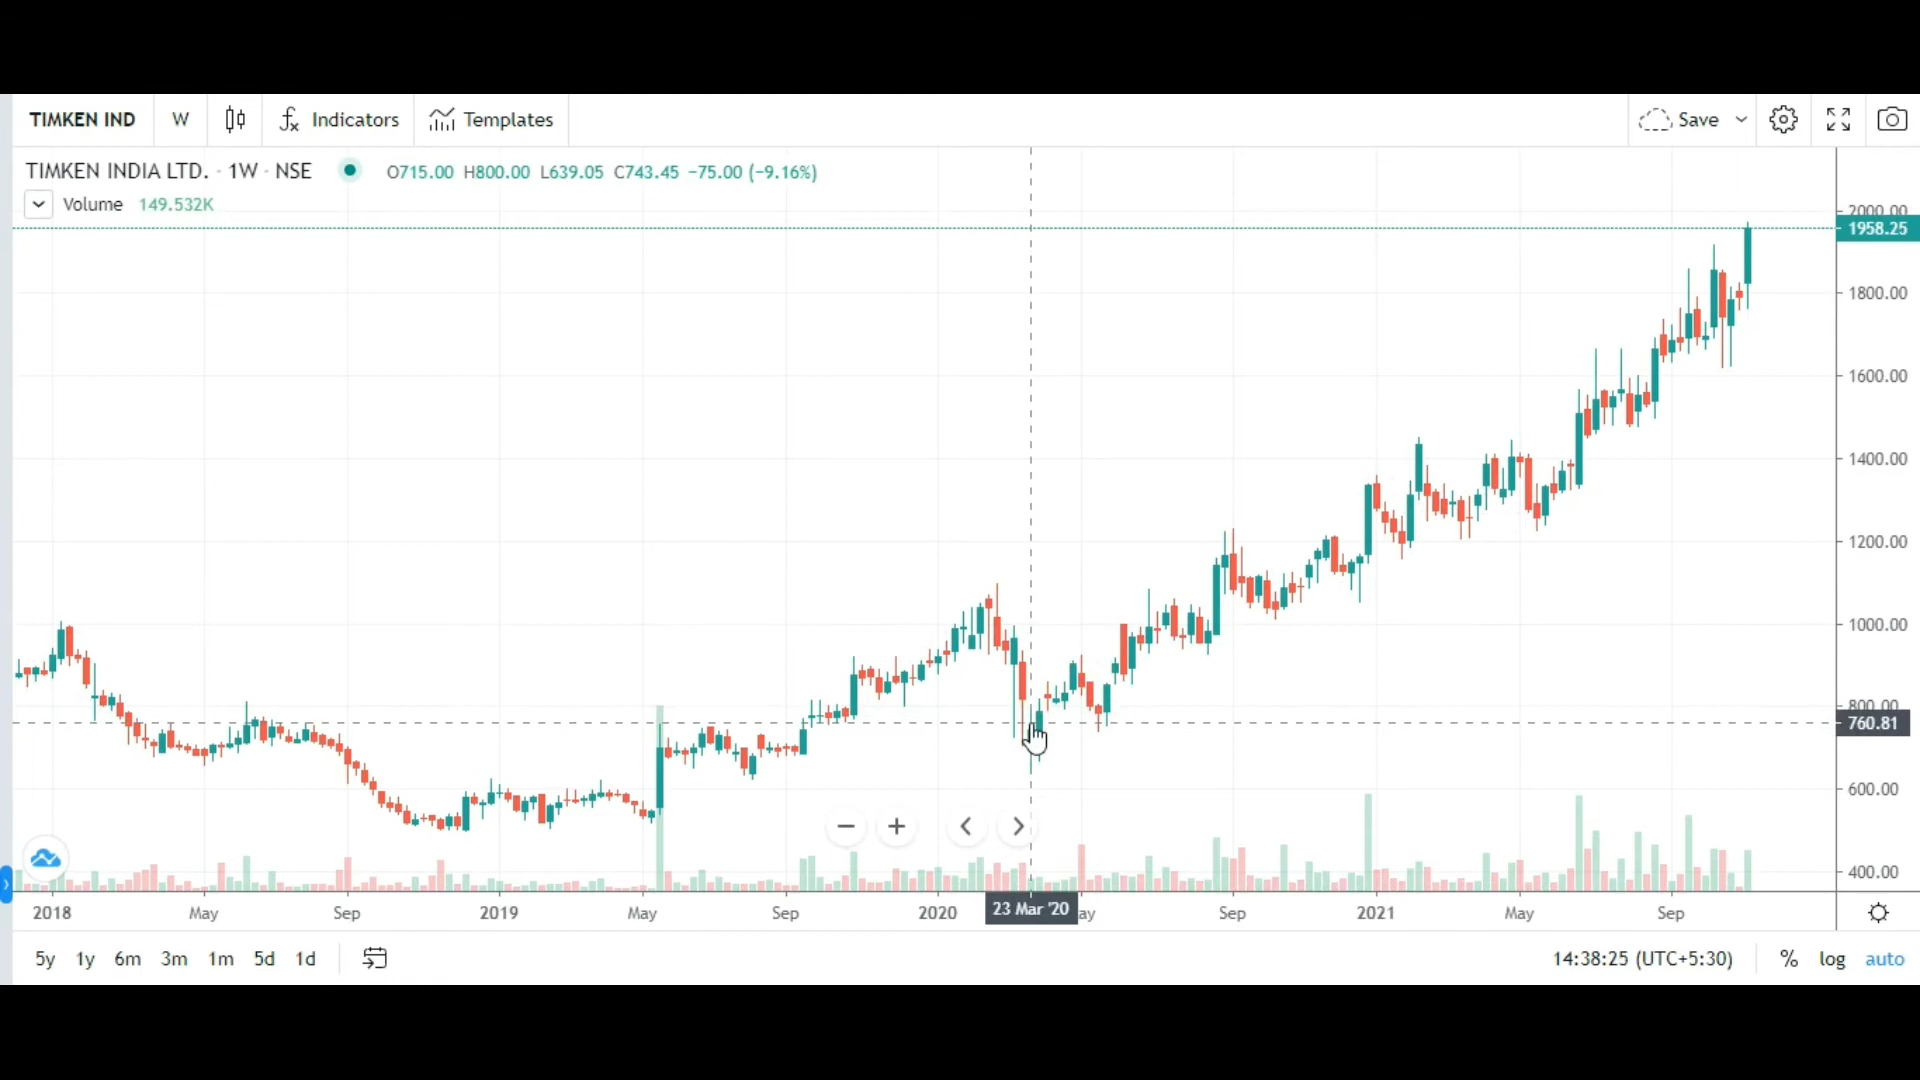 TIMKEN IND W Indicators Templates Save
TIMKEN INDIA LTD. · 1W · NSE O715.00 H800.00 L639.05 C743.45 −75.00 (−9.16%)
Volume 149.532K
2000.00
1958.25
1800.00
1600.00
1400.00
1200.00
1000.00
800.00
760.81
600.00
400.00
2018 May Sep 2019 May Sep 2020 23 Mar '20 ay Sep 2021 May Sep
5y 1y 6m 3m 1m 5d 1d 14:38:25 (UTC+5:30) % log auto